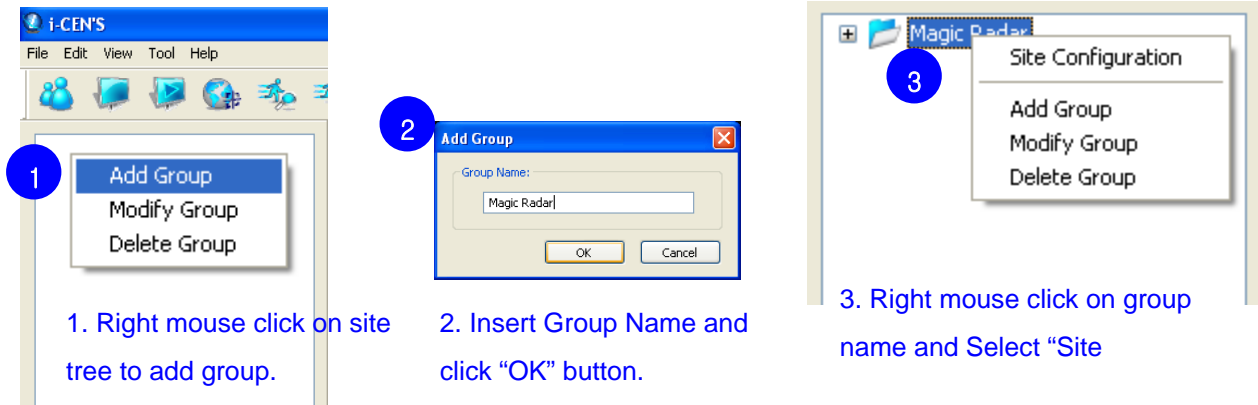 i-CEN'S
File Edit View Tool Help
1
Add Group
Modify Group
Delete Group
1. Right mouse click on site
tree to add group.
2
Add Group
Group Name:
Magic Radar
OK Cancel
2. Insert Group Name and
click “OK” button.
Magic Radar
3
Site Configuration
Add Group
Modify Group
Delete Group
3. Right mouse click on group
name and Select “Site